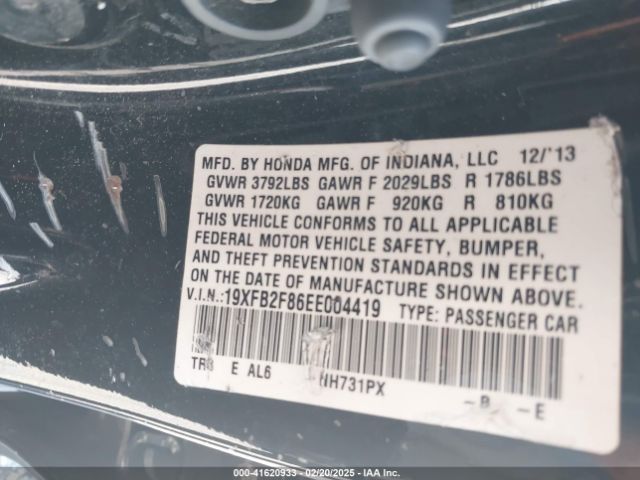 MFD. BY HONDA MFG. OF INDIANA, LLC 12/'13
GVWR 3792LBS GAWR F 2029LBS R 1786LBS
GVWR 1720KG GAWR F 920KG R 810KG
THIS VEHICLE CONFORMS TO ALL APPLICABLE
FEDERAL MOTOR VEHICLE SAFETY, BUMPER,
AND THEFT PREVENTION STANDARDS IN EFFECT
ON THE DATE OF MANUFACTURE SHOWN ABOVE.
V.I.N.:19XFB2F86EE004419 TYPE: PASSENGER CAR
E AL6 NH731PX -B -E
000-41620933 - 02/20/2025 - IAA Inc.